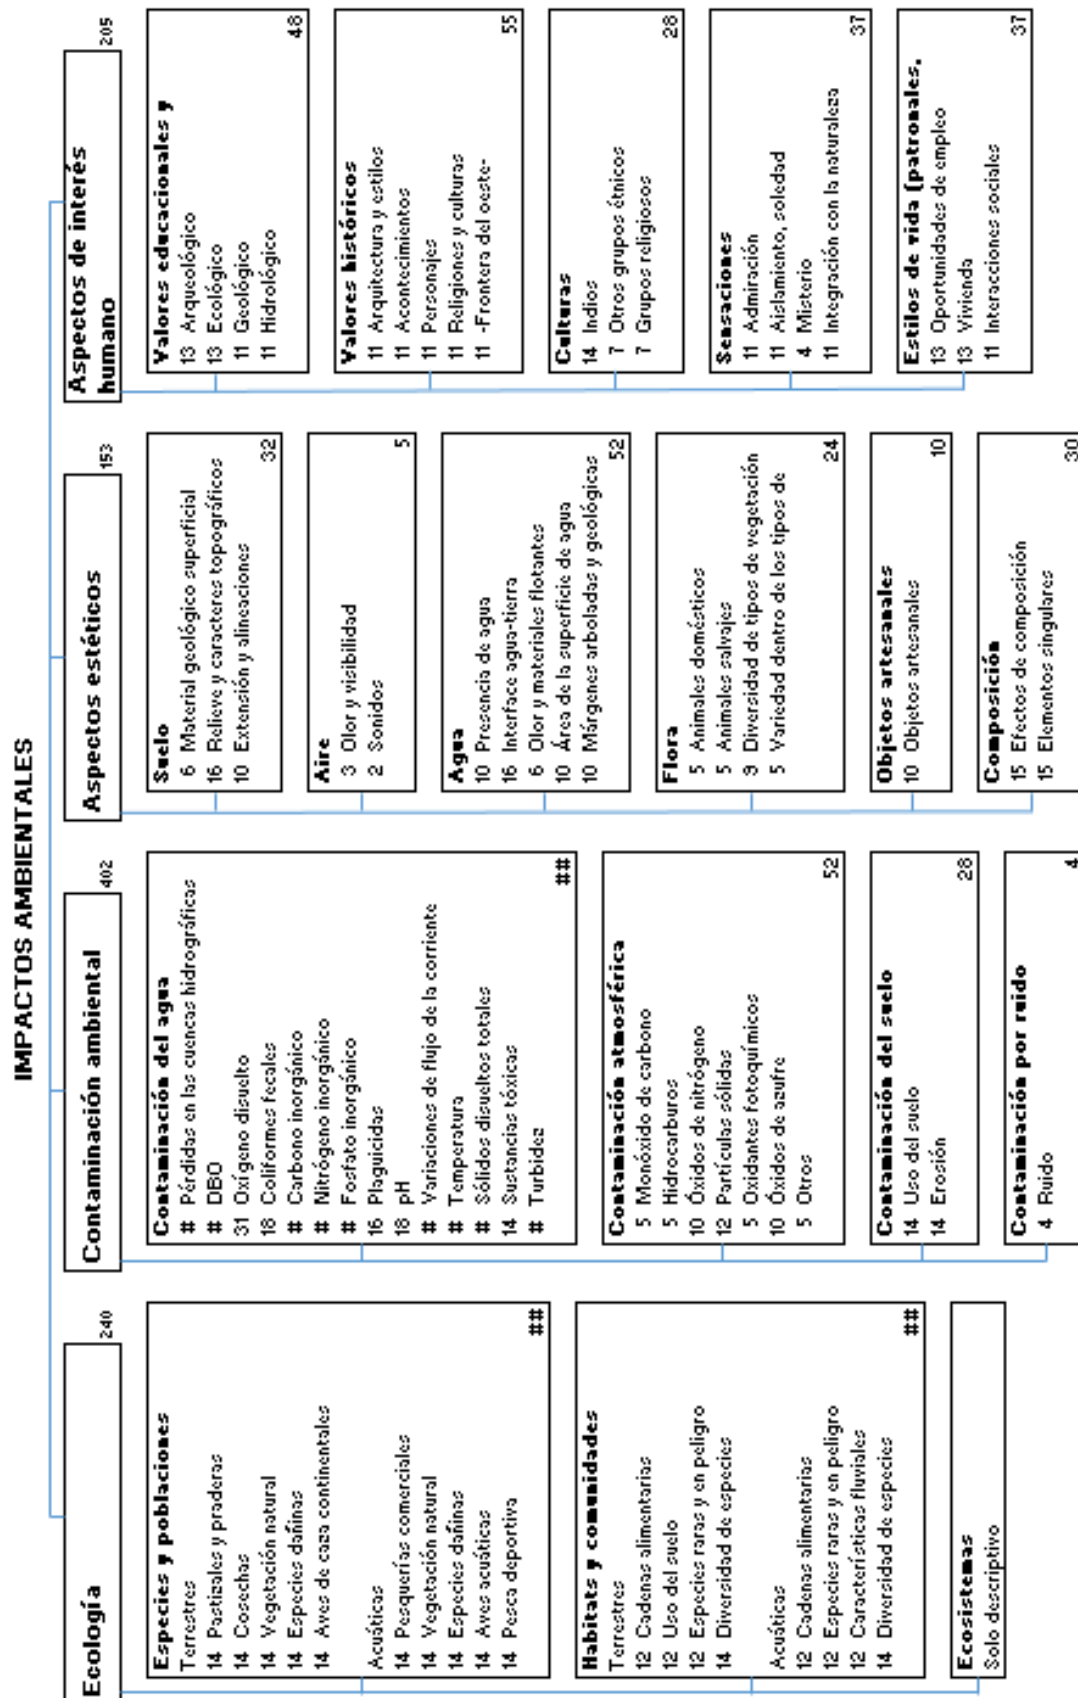 IMPACTOS AMBIENTALES
Ecología
240
Especies y poblaciones
Terrestres
14 Pastizales y praderas
14 Cosechas
14 Vegetación natural
14 Especies dañinas
14 Aves de caza continentales
Acuáticas
14 Pesquerías comerciales
14 Vegetación natural
14 Especies dañinas
14 Aves acuáticas
14 Pesca deportiva
##
Habitats y comunidades
Terrestres
12 Cadenas alimentarias
12 Uso del suelo
12 Especies raras y en peligro
14 Diversidad de especies
Acuáticas
12 Cadenas alimentarias
12 Especies raras y en peligro
12 Características fluviales
14 Diversidad de especies
##
Ecosistemas
Solo descriptivo
Contaminación ambiental
402
Contaminación del agua
# Pérdidas en las cuencas hidrográficas
# DBO
31 Oxígeno disuelto
18 Coliformes fecales
# Carbono inorgánico
# Nitrógeno inorgánico
# Fosfato inorgánico
16 Plaguicidas
18 pH
# Variaciones de flujo de la corriente
# Temperatura
# Sólidos disueltos totales
14 Sustancias tóxicas
# Turbidez
##
Contaminación atmosférica
5 Monóxido de carbono
5 Hidrocarburos
10 Óxidos de nitrógeno
12 Partículas sólidas
5 Oxidantes fotoquímicos
10 Óxidos de azufre
5 Otros
52
Contaminación del suelo
14 Uso del suelo
14 Erosión
28
Contaminación por ruido
4 Ruido
4
Aspectos estéticos
153
Suelo
6 Material geológico superficial
16 Relieve y caracteres topográficos
10 Extensión y alineaciones
32
Aire
3 Olor y visibilidad
2 Sonidos
5
Agua
10 Presencia de agua
16 Interface agua-tierra
6 Olor y materiales flotantes
10 Área de la superficie de agua
10 Márgenes arboladas y geológicas
52
Flora
5 Animales domésticos
5 Animales salvajes
9 Diversidad de tipos de vegetación
5 Variedad dentro de los tipos de
24
Objetos artesanales
10 Objetos artesanales
10
Composición
15 Efectos de composición
15 Elementos singulares
30
Aspectos de interés
humano
205
Valores educacionales y
13 Arqueológico
13 Ecológico
11 Geológico
11 Hidrológico
48
Valores históricos
11 Arquitectura y estilos
11 Acontecimientos
11 Personajes
11 Religiones y culturas
11 -Frontera del oeste-
55
Culturas
14 Indios
7 Otros grupos étnicos
7 Grupos religiosos
28
Sensaciones
11 Admiración
11 Aislamiento, soledad
4 Misterio
11 Integración con la naturaleza
37
Estilos de vida (patronales,
13 Oportunidades de empleo
13 Vivienda
11 Interacciones sociales
37